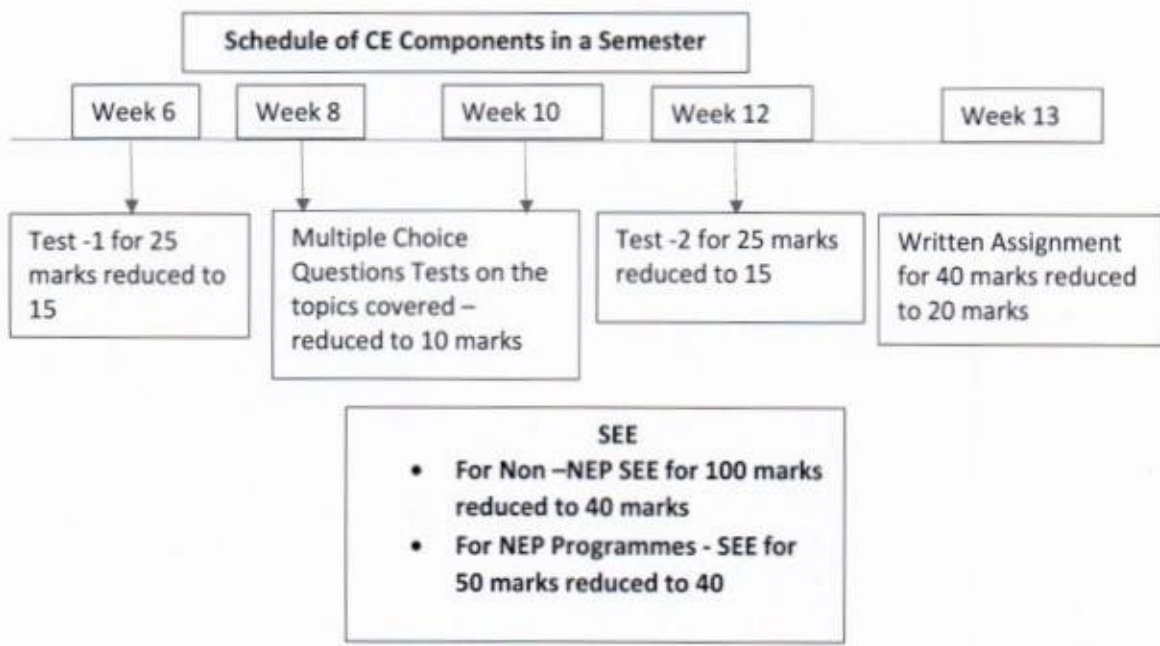 Schedule of CE Components in a Semester
Week 6
Week 8
Week 10
Week 12
Week 13
Test -1 for 25
marks reduced to
15
Multiple Choice
Questions Tests on the
topics covered –
reduced to 10 marks
Test -2 for 25 marks
reduced to 15
Written Assignment
for 40 marks reduced
to 20 marks
SEE
• For Non –NEP SEE for 100 marks
reduced to 40 marks
• For NEP Programmes - SEE for
50 marks reduced to 40